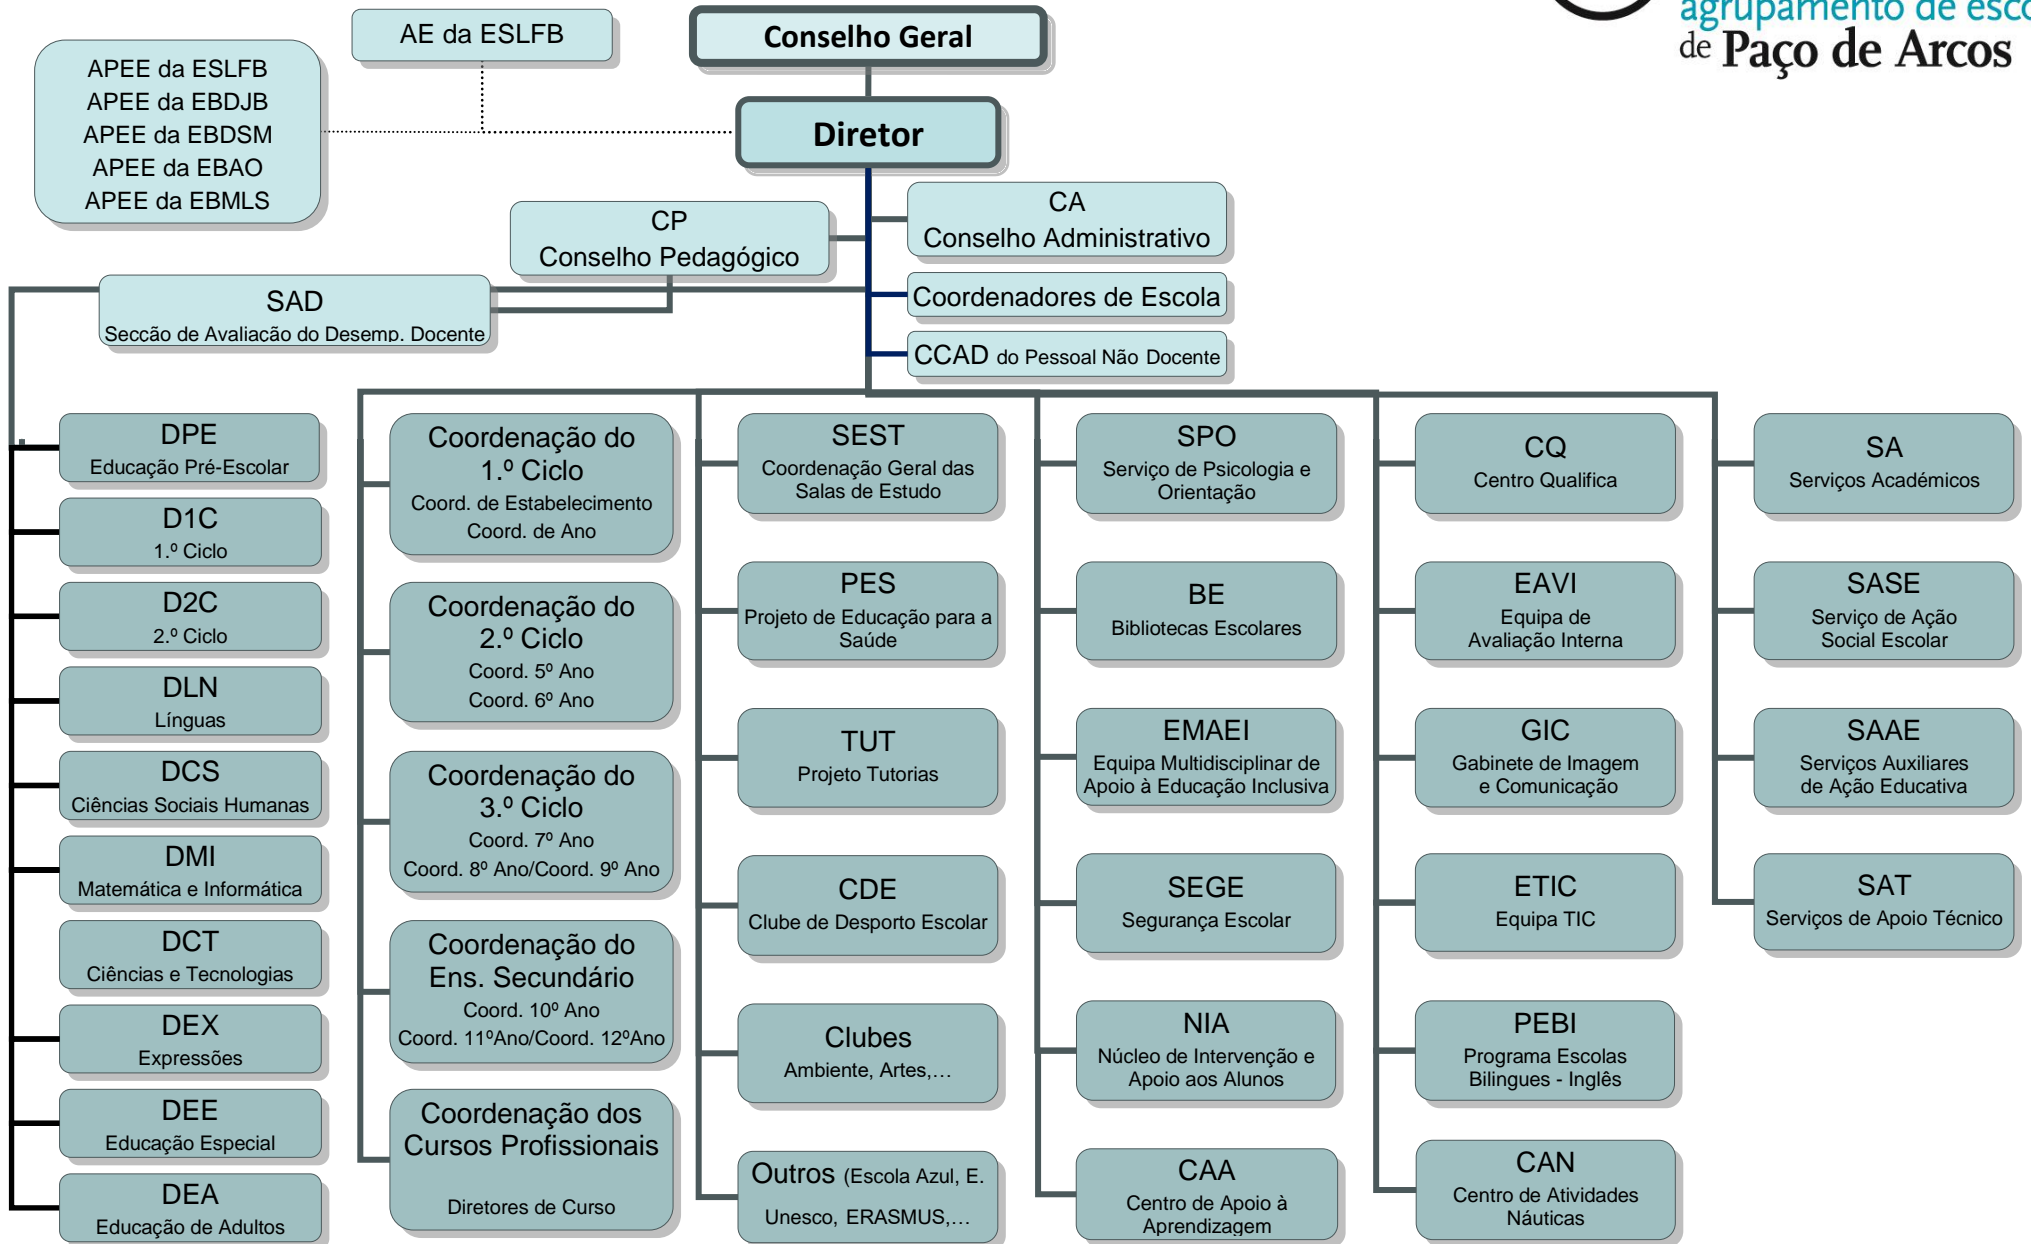 agrupamento de esco
de Paço de Arcos
AE da ESLFB
Conselho Geral
APEE da ESLFB
APEE da EBDJB
APEE da EBDSM
APEE da EBAO
APEE da EBMLS
Diretor
CP
Conselho Pedagógico
CA
Conselho Administrativo
SAD
Secção de Avaliação do Desemp. Docente
Coordenadores de Escola
CCAD do Pessoal Não Docente
DPE
Educação Pré-Escolar
D1C
1.º Ciclo
D2C
2.º Ciclo
DLN
Línguas
DCS
Ciências Sociais Humanas
DMI
Matemática e Informática
DCT
Ciências e Tecnologias
DEX
Expressões
DEE
Educação Especial
DEA
Educação de Adultos
Coordenação do
1.º Ciclo
Coord. de Estabelecimento
Coord. de Ano
Coordenação do
2.º Ciclo
Coord. 5º Ano
Coord. 6º Ano
Coordenação do
3.º Ciclo
Coord. 7º Ano
Coord. 8º Ano/Coord. 9º Ano
Coordenação do
Ens. Secundário
Coord. 10º Ano
Coord. 11ºAno/Coord. 12ºAno
Coordenação dos
Cursos Profissionais
Diretores de Curso
SEST
Coordenação Geral das
Salas de Estudo
PES
Projeto de Educação para a
Saúde
TUT
Projeto Tutorias
CDE
Clube de Desporto Escolar
Clubes
Ambiente, Artes,…
Outros (Escola Azul, E.
Unesco, ERASMUS,…
SPO
Serviço de Psicologia e
Orientação
BE
Bibliotecas Escolares
EMAEI
Equipa Multidisciplinar de
Apoio à Educação Inclusiva
SEGE
Segurança Escolar
NIA
Núcleo de Intervenção e
Apoio aos Alunos
CAA
Centro de Apoio à
Aprendizagem
CQ
Centro Qualifica
EAVI
Equipa de
Avaliação Interna
GIC
Gabinete de Imagem
e Comunicação
ETIC
Equipa TIC
PEBI
Programa Escolas
Bilingues - Inglês
CAN
Centro de Atividades
Náuticas
SA
Serviços Académicos
SASE
Serviço de Ação
Social Escolar
SAAE
Serviços Auxiliares
de Ação Educativa
SAT
Serviços de Apoio Técnico